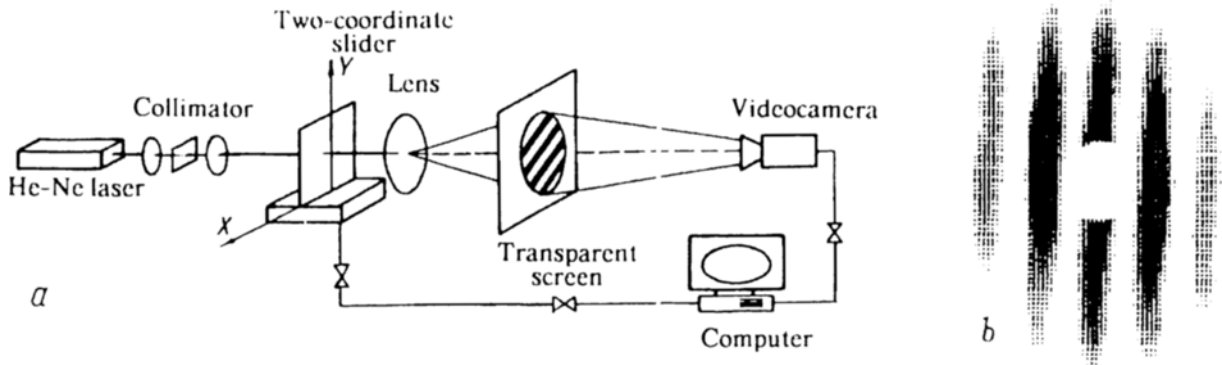 Two-coordinate
slider
Y
Lens
Collimator
Videocamera
He-Ne laser
X
Transparent
screen
Computer
a
b